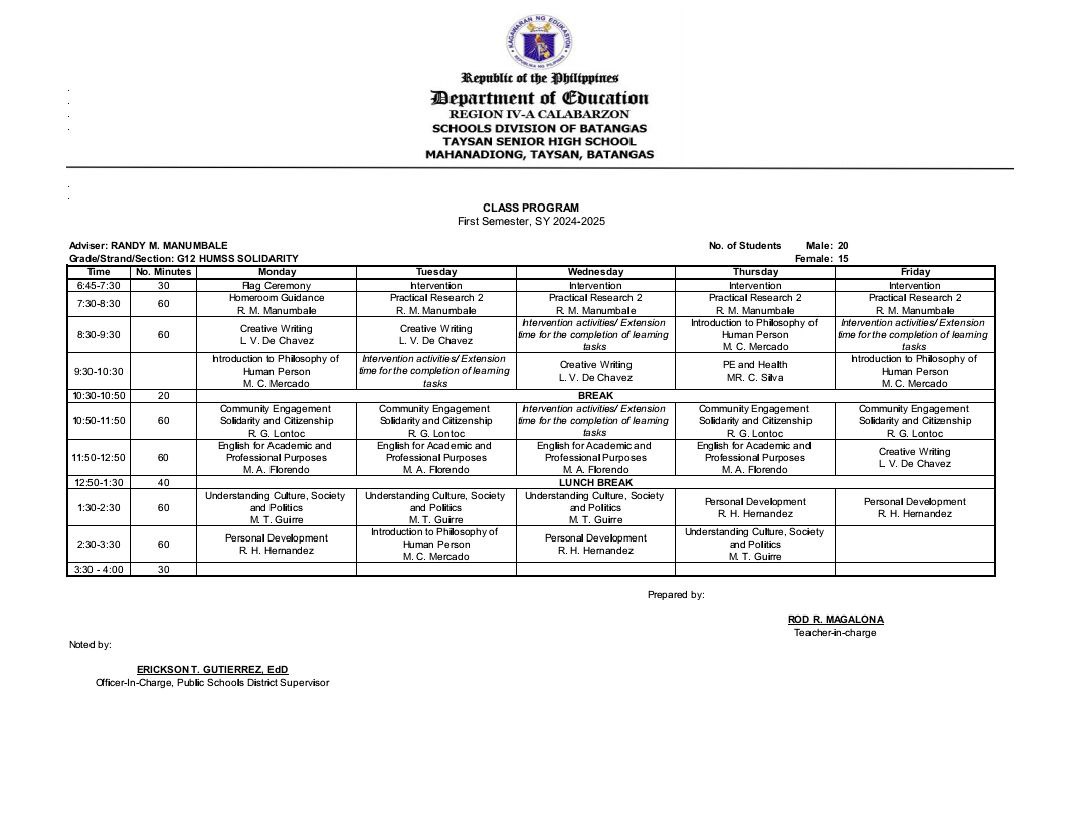 KAGAWARAN NG EDUKASYON
REPUBLIKA NG PILIPINAS
Republic of the Philippines
Department of Education
REGION IV-A CALABARZON
SCHOOLS DIVISION OF BATANGAS
TAYSAN SENIOR HIGH SCHOOL
MAHANADIONG, TAYSAN, BATANGAS
CLASS PROGRAM
First Semester, SY 2024-2025
Adviser: RANDY M. MANUMBALE No. of Students Male: 20
Grade/Strand/Section: G12 HUMSS SOLIDARITY Female: 15
Time No. Minutes Monday Tuesday Wednesday Thursday Friday
6:45-7:30 30 Flag Ceremony Intervention Intervention Intervention Intervention
7:30-8:30 60
Homeroom Guidance
R. M. Manumbale
Practical Research 2
R. M. Manumbale
Practical Research 2
R. M. Manumbale
Practical Research 2
R. M. Manumbale
Practical Research 2
R. M. Manumbale
8:30-9:30 60
Creative Writing
L. V. De Chavez
Creative Writing
L. V. De Chavez
Intervention activities/ Extension
time for the completion of learning
tasks
Introduction to Philosophy of
Human Person
M. C. Mercado
Intervention activities/ Extension
time for the completion of learning
tasks
9:30-10:30 60
Introduction to Philosophy of
Human Person
M. C. Mercado
Intervention activities/ Extension
time for the completion of learning
tasks
Creative Writing
L. V. De Chavez
PE and Health
MR. C. Silva
Introduction to Philosophy of
Human Person
M. C. Mercado
10:30-10:50 20 BREAK
10:50-11:50 60
Community Engagement
Solidarity and Citizenship
R. G. Lontoc
Community Engagement
Solidarity and Citizenship
R. G. Lontoc
Intervention activities/ Extension
time for the completion of learning
tasks
Community Engagement
Solidarity and Citizenship
R. G. Lontoc
Community Engagement
Solidarity and Citizenship
R. G. Lontoc
11:50-12:50 60
English for Academic and
Professional Purposes
M. A. Florendo
English for Academic and
Professional Purposes
M. A. Florendo
English for Academic and
Professional Purposes
M. A. Florendo
English for Academic and
Professional Purposes
M. A. Florendo
Creative Writing
L. V. De Chavez
12:50-1:30 40 LUNCH BREAK
1:30-2:30 60
Understanding Culture, Society
and Politics
M. T. Guirre
Understanding Culture, Society
and Politics
M. T. Guirre
Understanding Culture, Society
and Politics
M. T. Guirre
Personal Development
R. H. Hernandez
Personal Development
R. H. Hernandez
2:30-3:30 60
Personal Development
R. H. Hernandez
Introduction to Philosophy of
Human Person
M. C. Mercado
Personal Development
R. H. Hernandez
Understanding Culture, Society
and Politics
M. T. Guirre
3:30 - 4:00 30
Prepared by:
ROD R. MAGALONA
Teacher-in-charge
Noted by:
ERICKSON T. GUTIERREZ, EdD
Officer-In-Charge, Public Schools District Supervisor